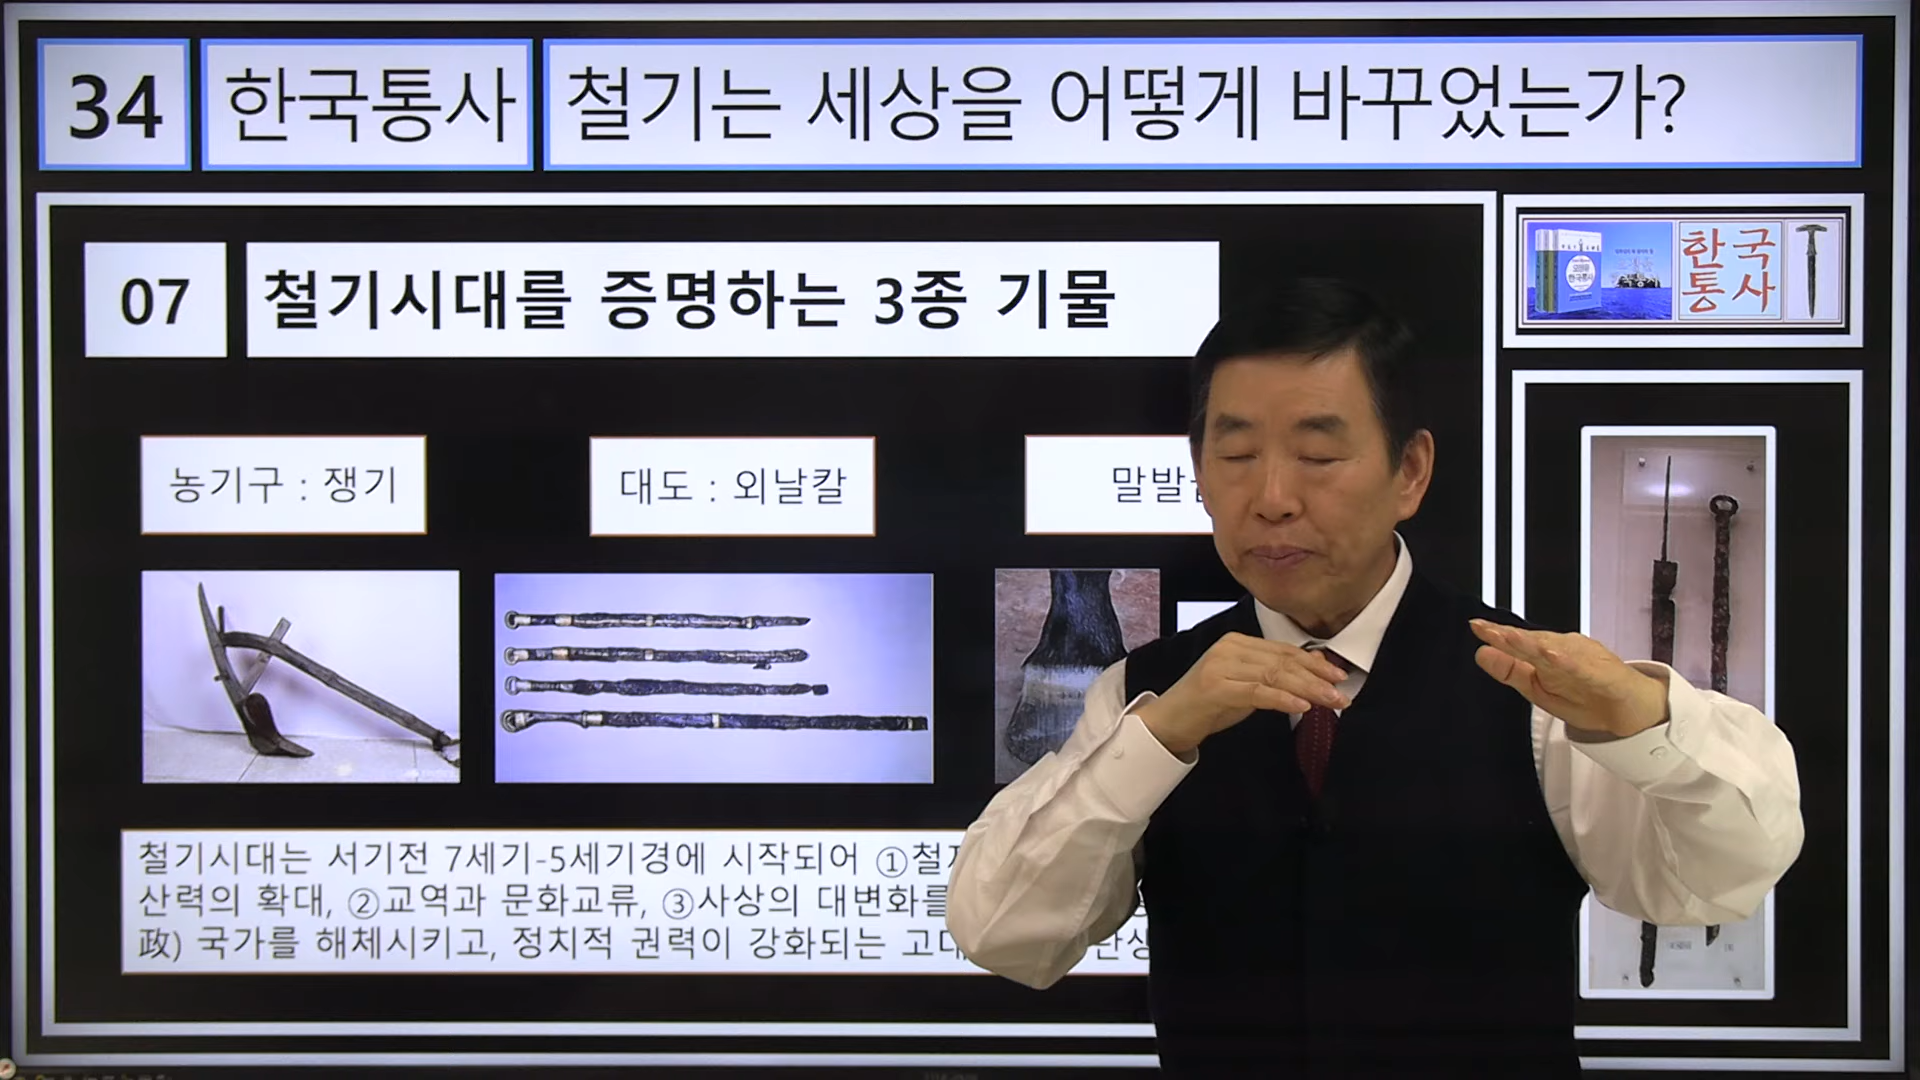 34 한국통사 철기는 세상을 어떻게 바꾸었는가?
한국
통사
07 철기시대를 증명하는 3종 기물
농기구 : 쟁기
대도 : 외날칼
말발
철기시대는 서기전 7세기-5세기경에 시작되어 ①철
산력의 확대, ②교역과 문화교류, ③사상의 대변화를
政) 국가를 해체시키고, 정치적 권력이 강화되는 고대